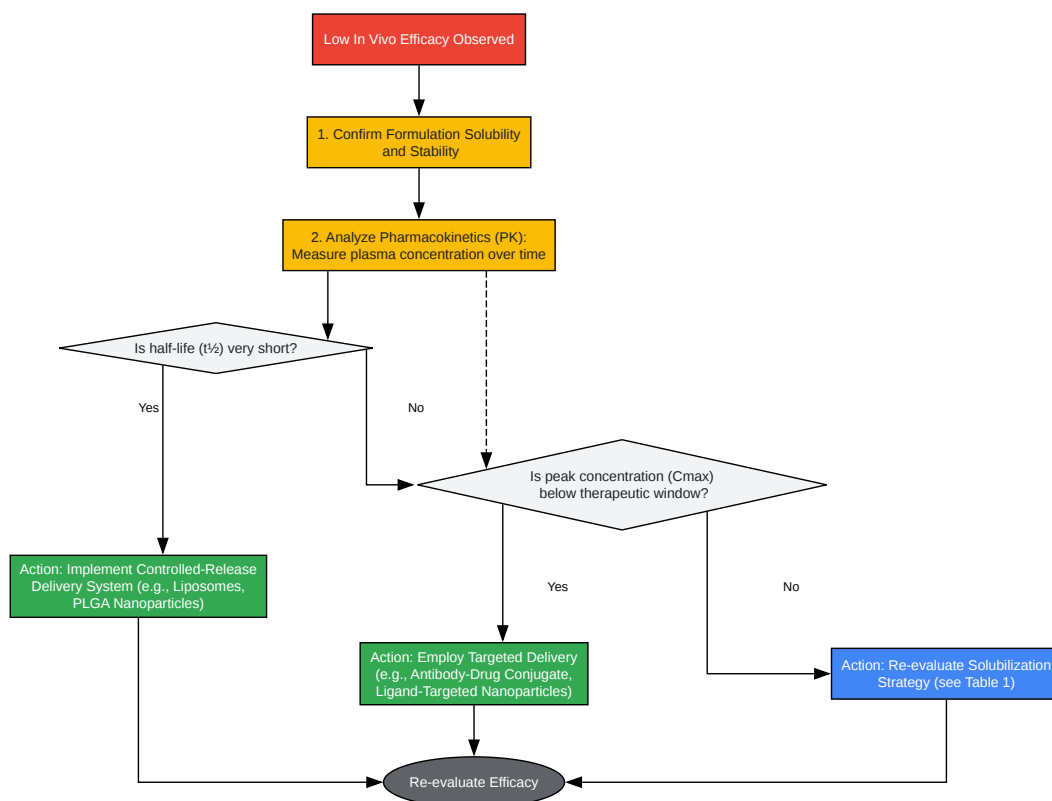 Low In Vivo Efficacy Observed
1. Confirm Formulation Solubility
and Stability
2. Analyze Pharmacokinetics (PK):
Measure plasma concentration over time
Is half-life (t½) very short?
Yes
No
Is peak concentration (Cmax)
below therapeutic window?
Action: Implement Controlled-Release
Delivery System (e.g., Liposomes,
PLGA Nanoparticles)
Yes
No
Action: Employ Targeted Delivery
(e.g., Antibody-Drug Conjugate,
Ligand-Targeted Nanoparticles)
Action: Re-evaluate Solubilization
Strategy (see Table 1)
Re-evaluate Efficacy